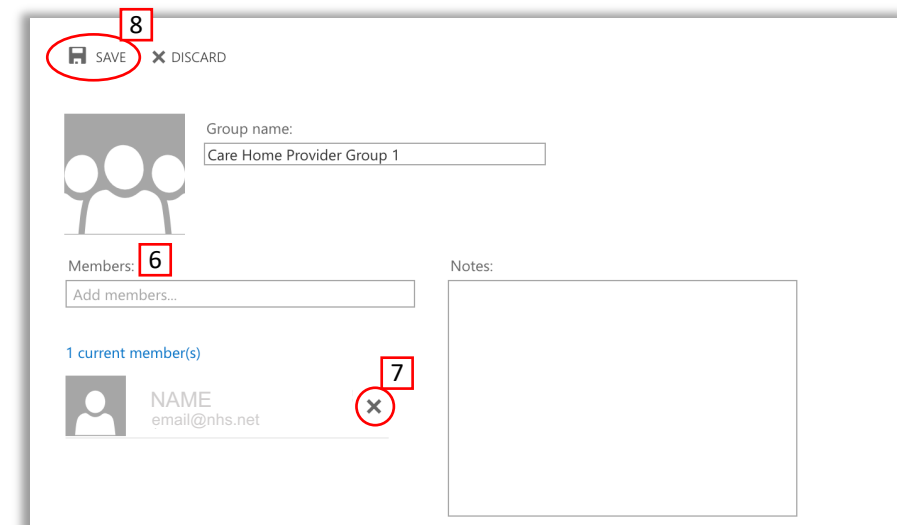 8
SAVE DISCARD
Group name:
Care Home Provider Group 1
Members: 6
Notes:
Add members...
1 current member(s)
7
NAME
email@nhs.net